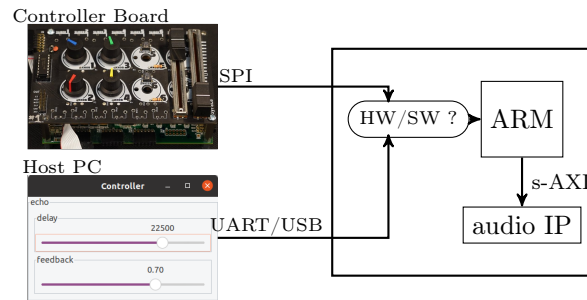 Controller Board
SPI
HW/SW ?
ARM
s-AXI
audio IP
Host PC
Controller
echo
delay
22500
UART/USB
feedback
0.70